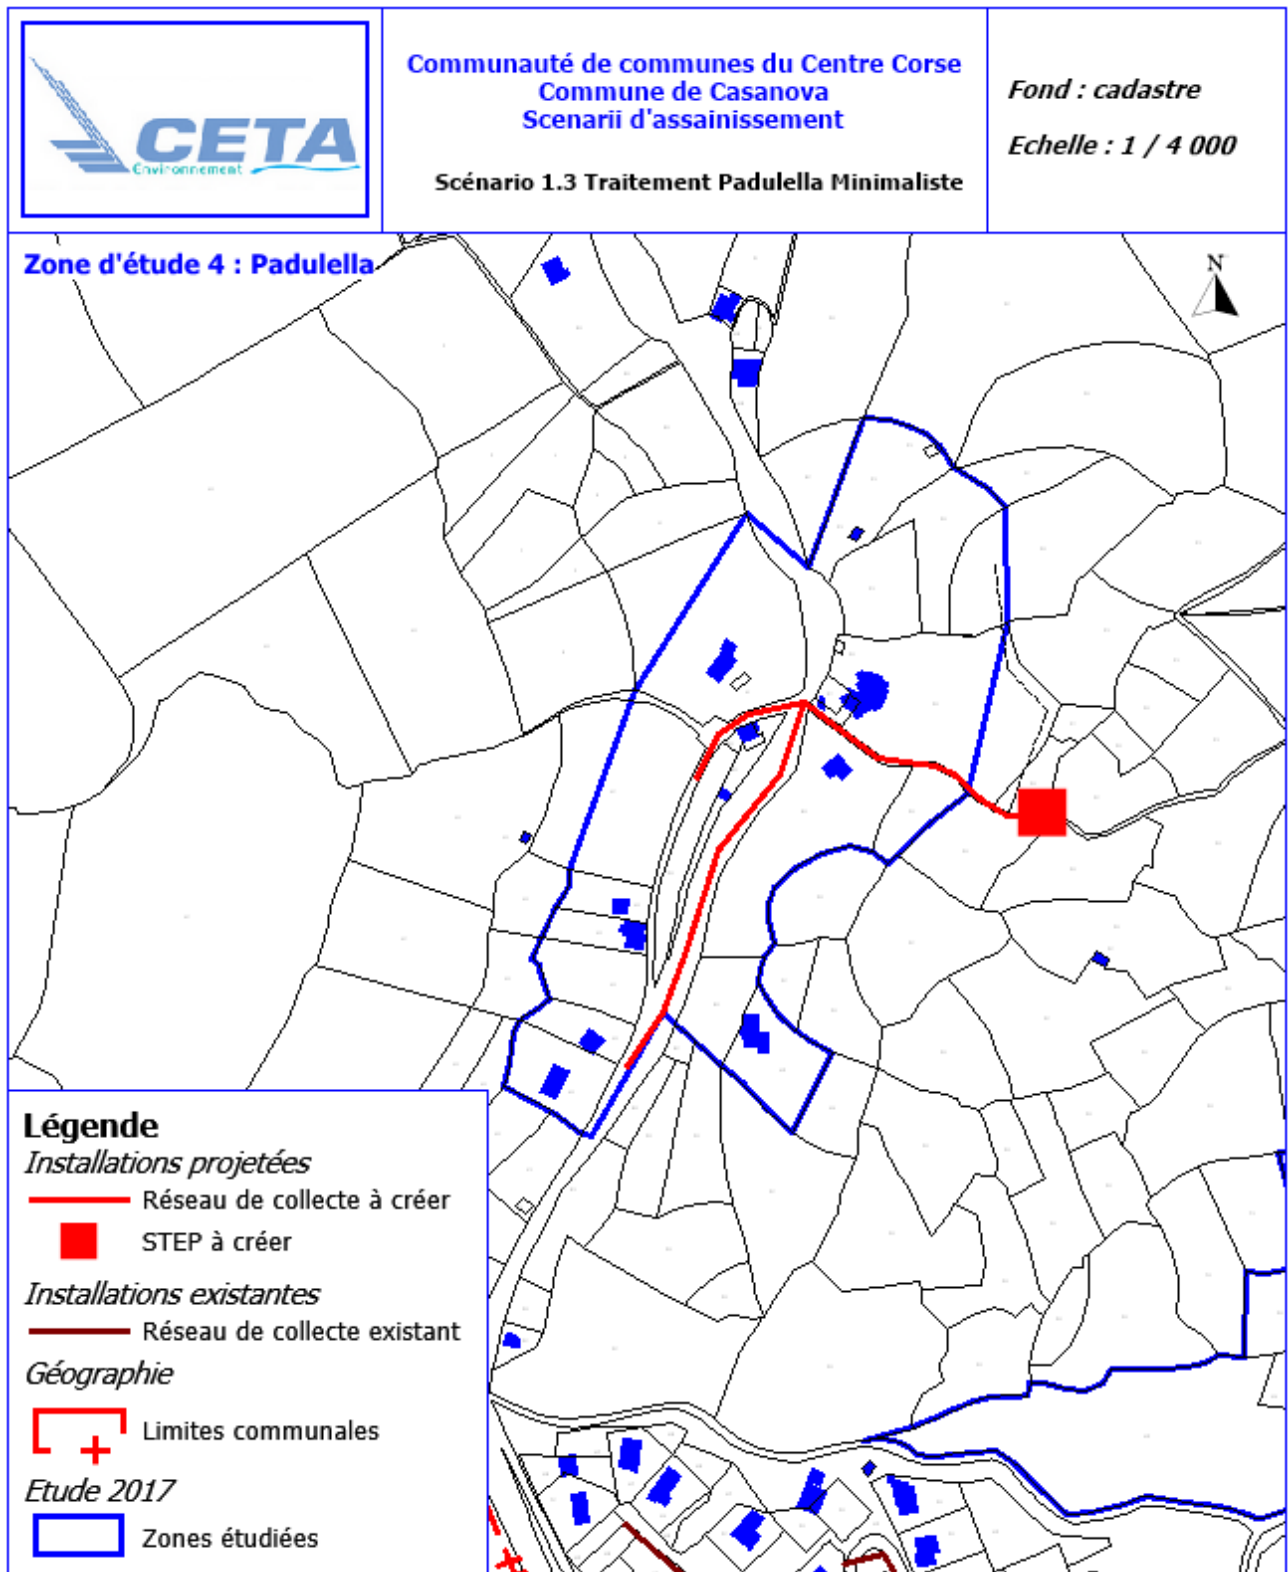 CETA
Environnement
Communauté de communes du Centre Corse
Commune de Casanova
Scenarii d'assainissement
Scénario 1.3 Traitement Padulella Minimaliste
Fond : cadastre
Echelle : 1 / 4 000
Zone d'étude 4 : Padulella
N
Légende
Installations projetées
Réseau de collecte à créer
STEP à créer
Installations existantes
Réseau de collecte existant
Géographie
Limites communales
Etude 2017
Zones étudiées